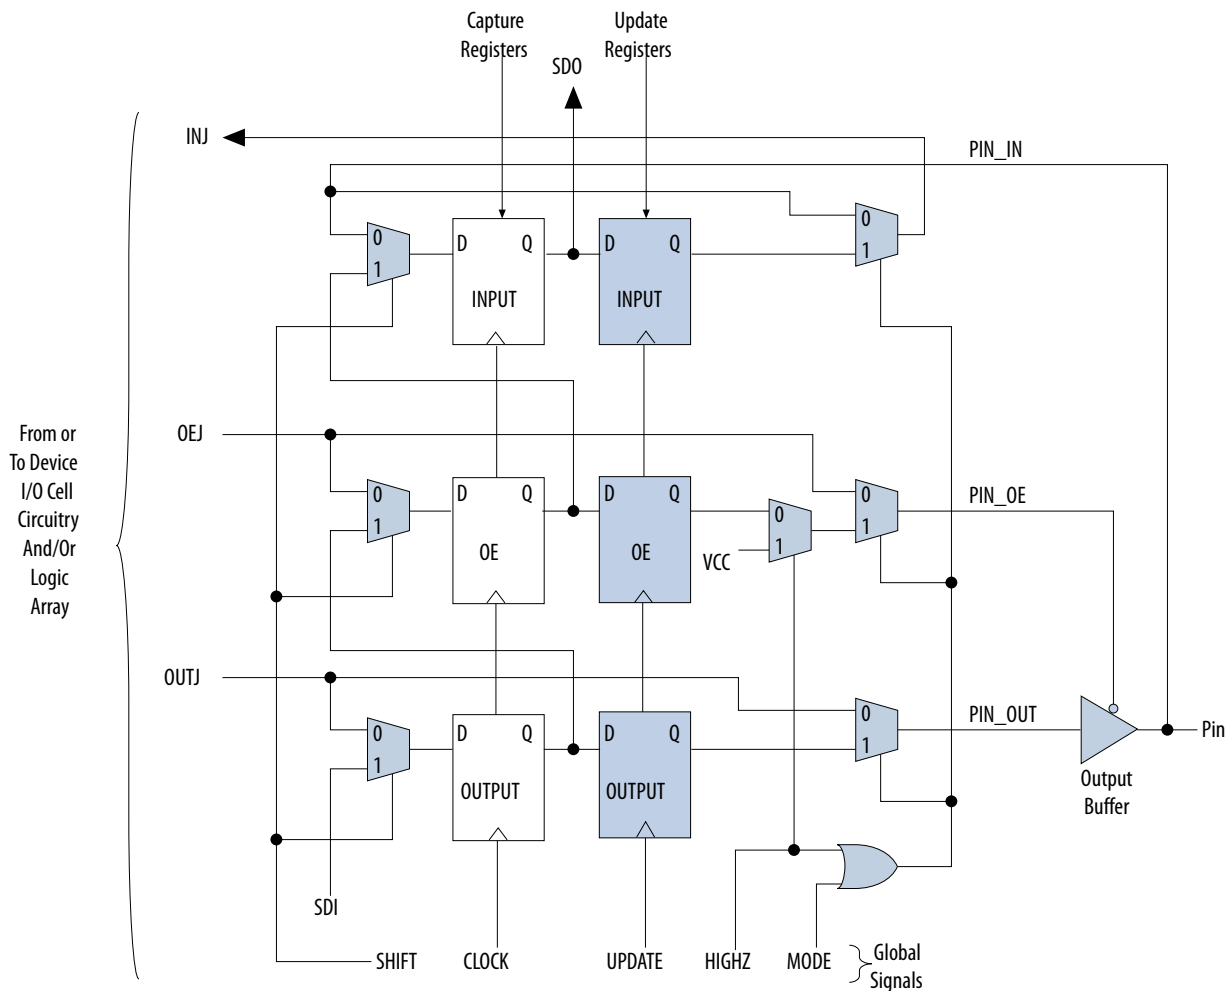 Capture
Registers
Update
Registers
SDO
INJ
PIN_IN
0
1
D Q
INPUT
D Q
INPUT
0
1
From or
To Device
I/O Cell
Circuitry
And/Or
Logic
Array
OEJ
0
1
D Q
OE
D Q
OE
0
1
VCC
0
1
PIN_OE
OUTJ
0
1
D Q
OUTPUT
D Q
OUTPUT
0
1
PIN_OUT
Pin
Output
Buffer
SDI
SHIFT
CLOCK
UPDATE
HIGHZ
MODE
Global
Signals